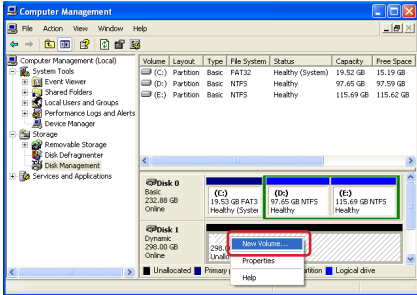 Computer Management
File Action View Window Help
Computer Management (Local)
System Tools
Event Viewer
Shared Folders
Local Users and Groups
Performance Logs and Alerts
Device Manager
Storage
Removable Storage
Disk Defragmenter
Disk Management
Services and Applications
Volume Layout Type File System Status Capacity Free Space
(C:) Partition Basic FAT32 Healthy (System) 19.52 GB 15.19 GB
(D:) Partition Basic NTFS Healthy 97.65 GB 97.59 GB
(E:) Partition Basic NTFS Healthy 115.69 GB 115.62 GB
Disk 0
Basic
232.88 GB
Online
(C:)
19.53 GB FAT3
Healthy (Syster
(D:)
97.65 GB NTFS
Healthy
(E:)
115.69 GB NTFS
Healthy
Disk 1
Dynamic
298.00 GB
Online
298.0
Unallo
New Volume...
Properties
Help
Unallocated Primary p rtition Logical drive